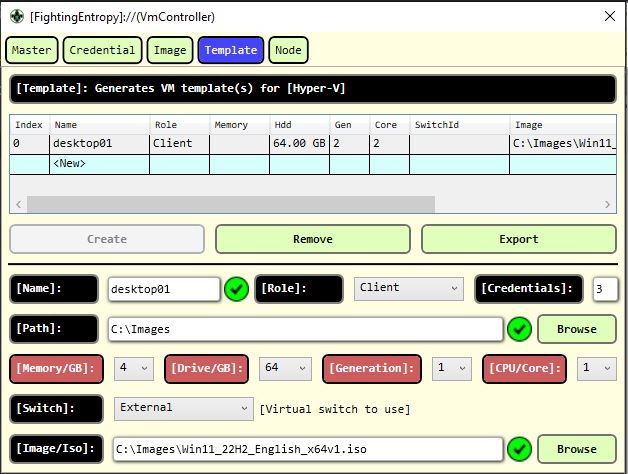 [FightingEntropy]://(VmController)
Master Credential Image Template Node
[Template]: Generates VM template(s) for [Hyper-V]
Index Name Role Memory Hdd Gen Core SwitchId Image
0 desktop01 Client 64.00 GB 2 2 C:\Images\Win11_
<New>
Create Remove Export
[Name]: desktop01 [Role]: Client [Credentials]: 3
[Path]: C:\Images Browse
[Memory/GB]: 4 [Drive/GB]: 64 [Generation]: 1 [CPU/Core]: 1
[Switch]: External [Virtual switch to use]
[Image/Iso]: C:\Images\Win11_22H2_English_x64v1.iso Browse